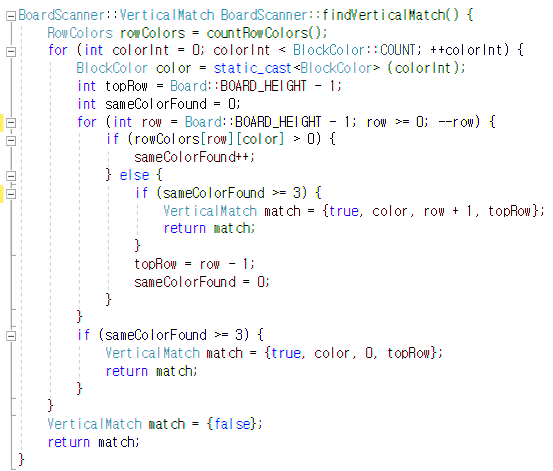 BoardScanner::VerticalMatch BoardScanner::findVerticalMatch() {
    RowColors rowColors = countRowColors();
    for (int colorInt = 0; colorInt < BlockColor::COUNT; ++colorInt) {
        BlockColor color = static_cast<BlockColor> (colorInt);
        int topRow = Board::BOARD_HEIGHT - 1;
        int sameColorFound = 0;
        for (int row = Board::BOARD_HEIGHT - 1; row >= 0; --row) {
            if (rowColors[row][color] > 0) {
                sameColorFound++;
            } else {
                if (sameColorFound >= 3) {
                    VerticalMatch match = {true, color, row + 1, topRow};
                    return match;
                }
                topRow = row - 1;
                sameColorFound = 0;
            }
        }
        if (sameColorFound >= 3) {
            VerticalMatch match = {true, color, 0, topRow};
            return match;
        }
    }
    VerticalMatch match = {false};
    return match;
}